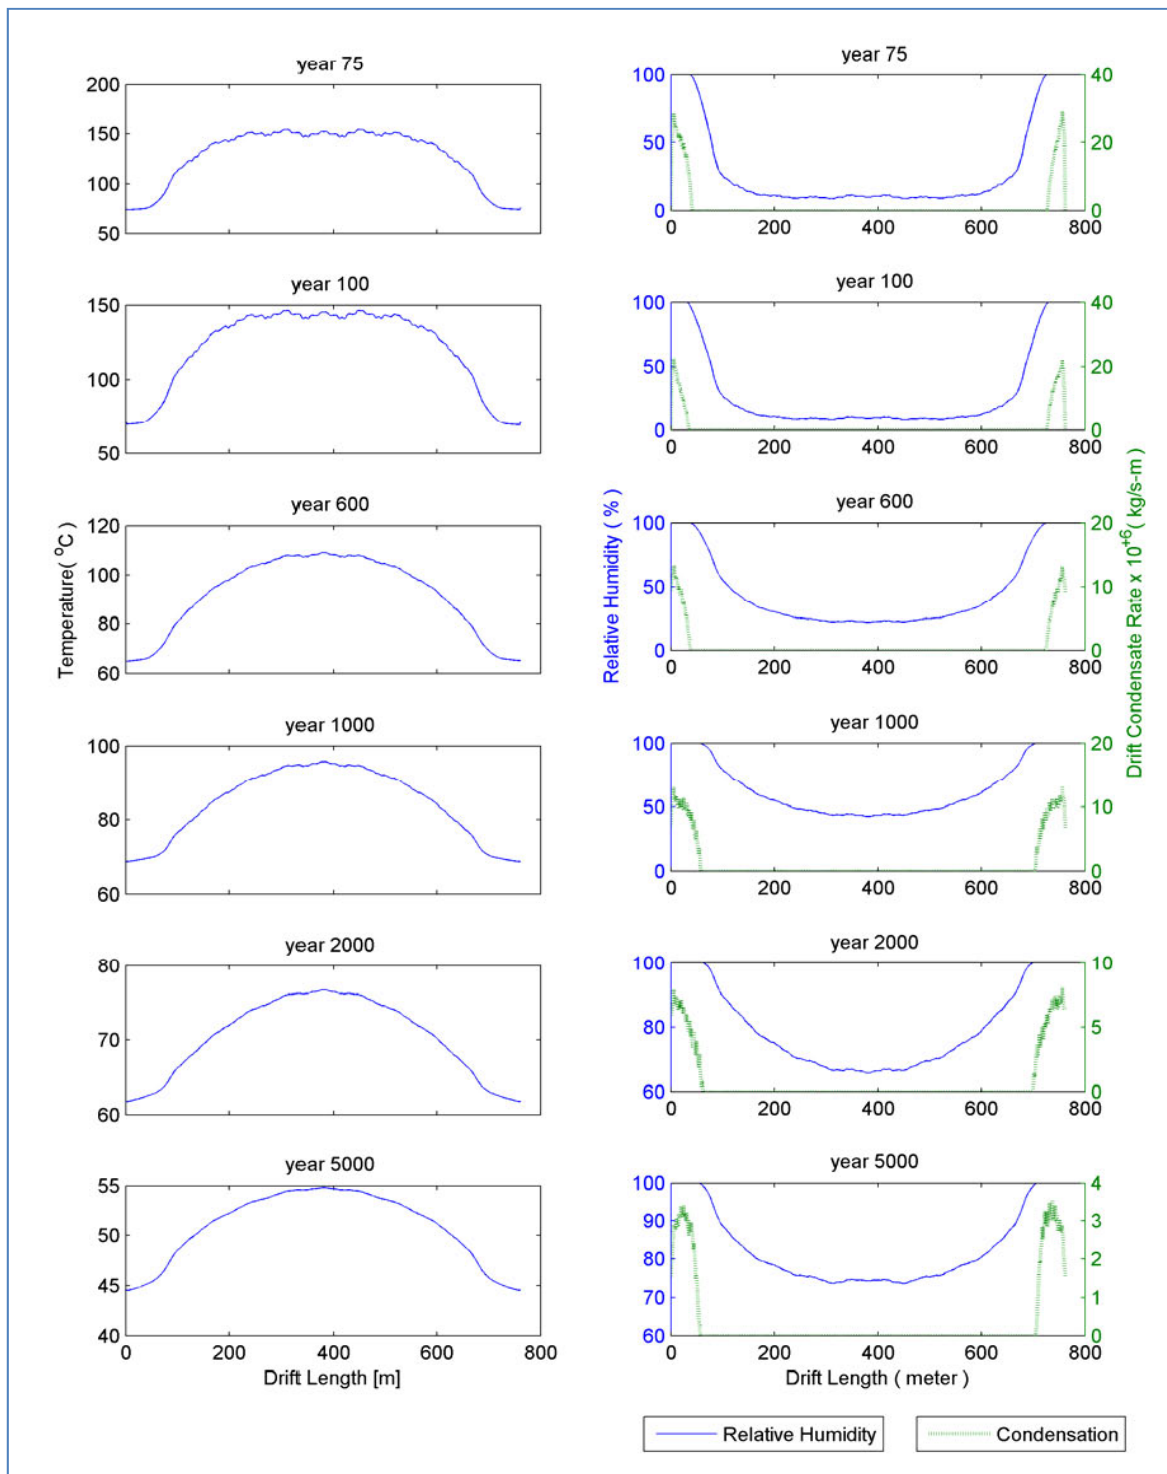 year 75
200
150
100
50
year 100
150
100
50
year 600
120
100
80
60
year 1000
100
80
60
year 2000
80
70
60
year 5000
55
50
45
40
0 200 400 600 800
Drift Length [m]
Temperature( °C )
year 75
100
50
0
40
20
0
0 200 400 600 800
year 100
100
50
0
40
20
0
0 200 400 600 800
year 600
100
50
0
20
10
0
0 200 400 600 800
year 1000
100
50
0
20
10
0
0 200 400 600 800
year 2000
100
80
60
10
5
0
0 200 400 600 800
year 5000
100
90
80
70
60
4
3
2
1
0
0 200 400 600 800
Drift Length ( meter )
Relative Humidity ( % )
Drift Condensate Rate x 10⁺⁶ ( kg/s-m )
Relative Humidity
Condensation